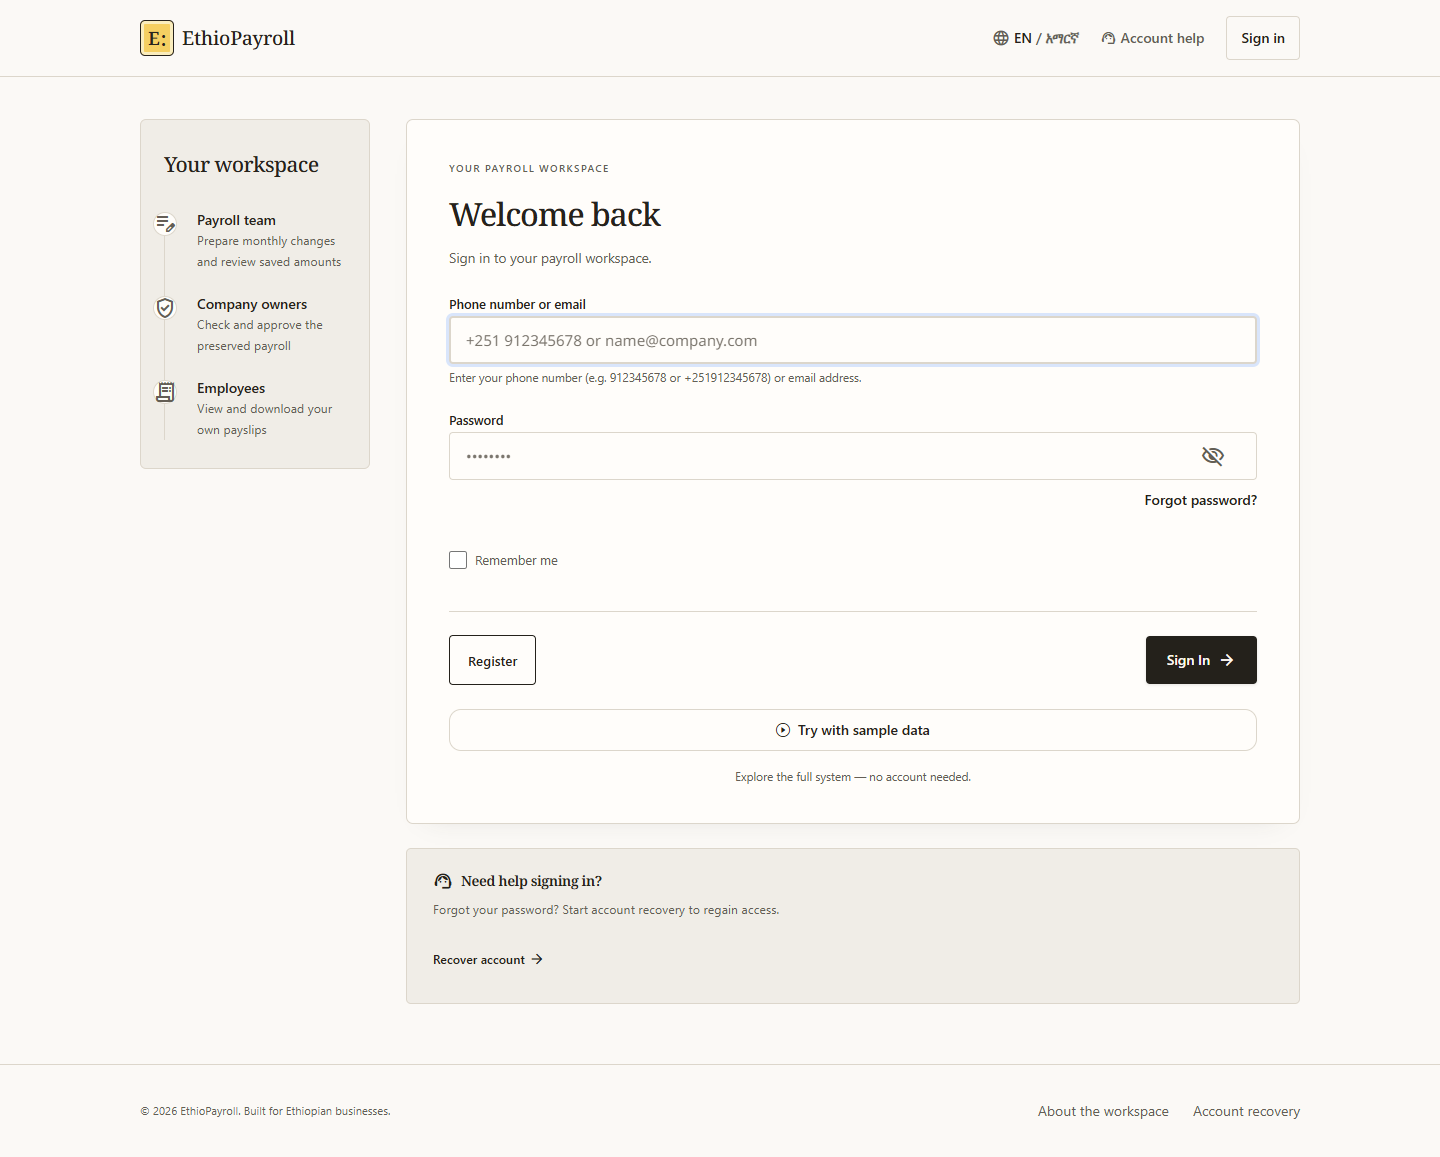 E: EthioPayroll
EN / አማርኛ
Account help
Sign in
Your workspace
Payroll team
Prepare monthly changes
and review saved amounts
Company owners
Check and approve the
preserved payroll
Employees
View and download your
own payslips
YOUR PAYROLL WORKSPACE
Welcome back
Sign in to your payroll workspace.
Phone number or email
+251 912345678 or name@company.com
Enter your phone number (e.g. 912345678 or +251912345678) or email address.
Password
••••••••
Forgot password?
Remember me
Register
Sign In
Try with sample data
Explore the full system — no account needed.
Need help signing in?
Forgot your password? Start account recovery to regain access.
Recover account
© 2026 EthioPayroll. Built for Ethiopian businesses.
About the workspace
Account recovery